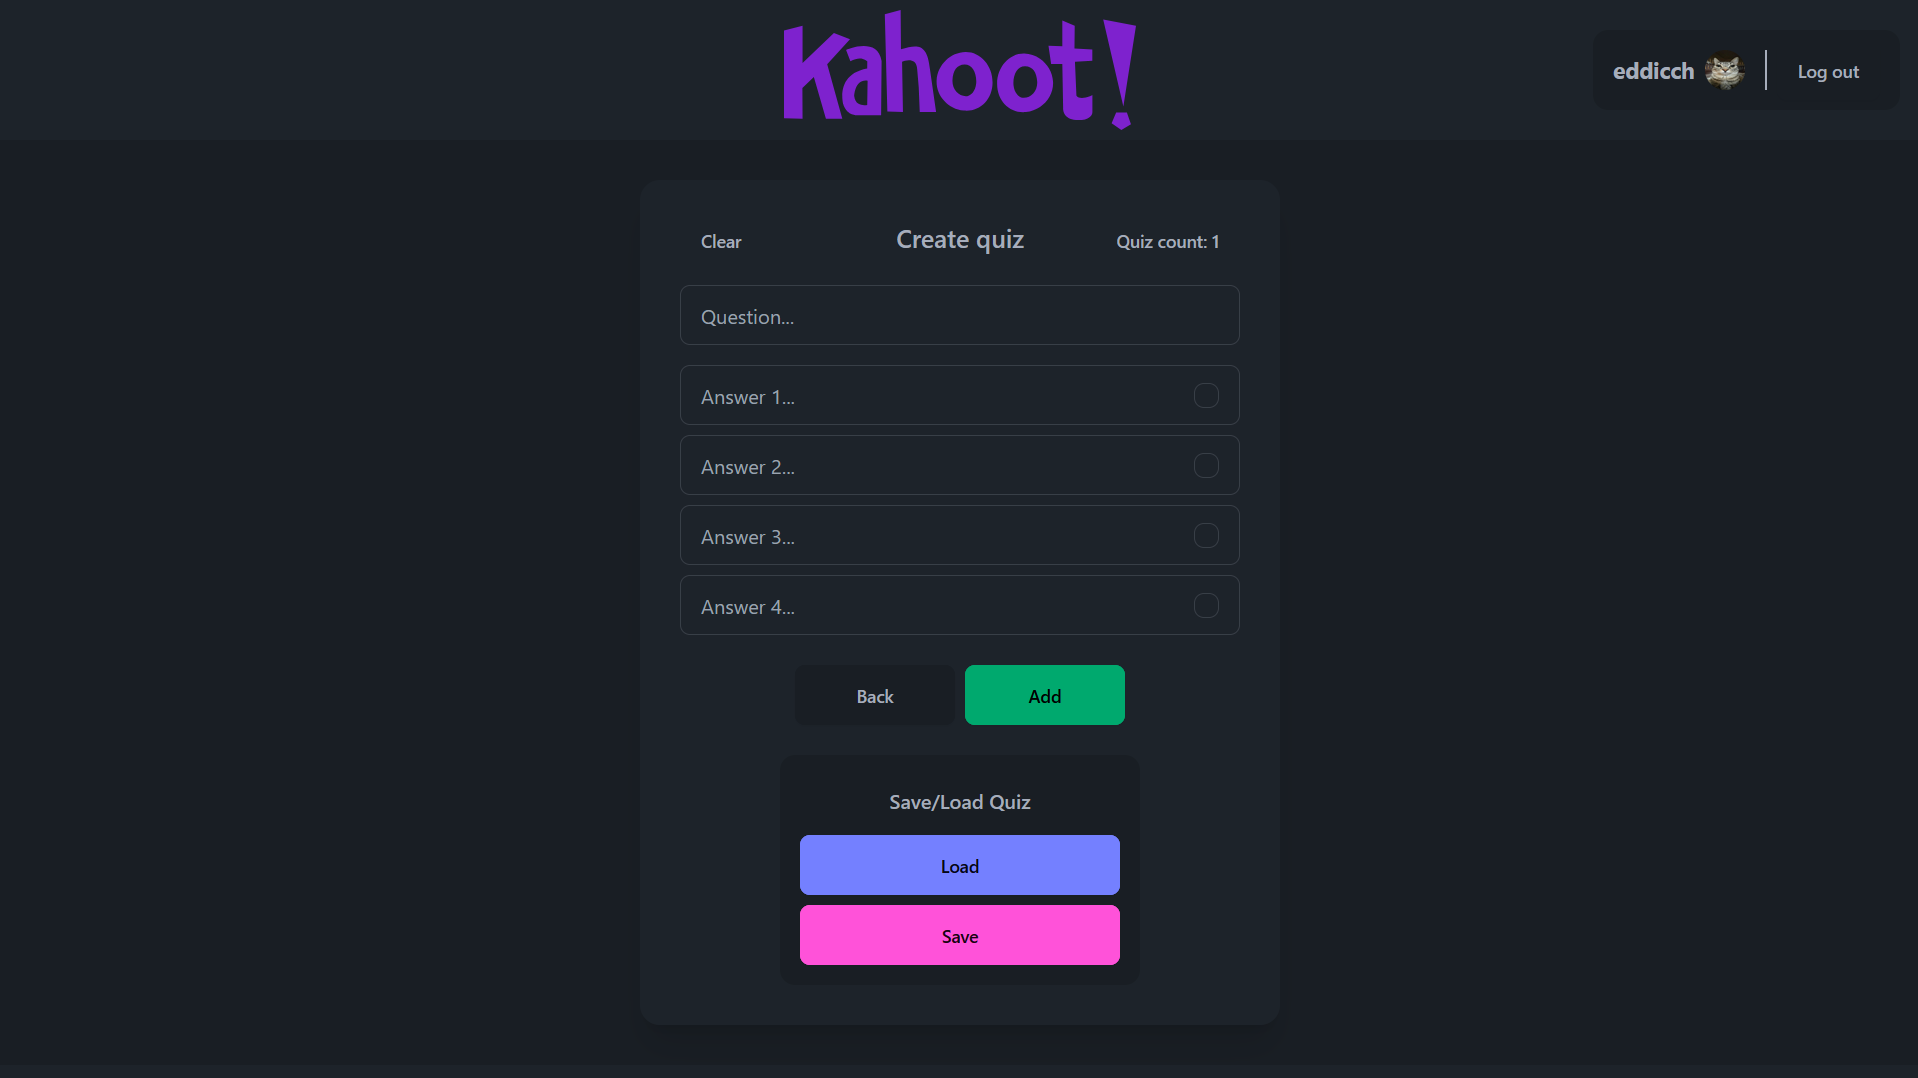 Kahoot!
eddicch
Log out
Clear
Create quiz
Quiz count: 1
Question...
Answer 1...
Answer 2...
Answer 3...
Answer 4...
Back
Add
Save/Load Quiz
Load
Save